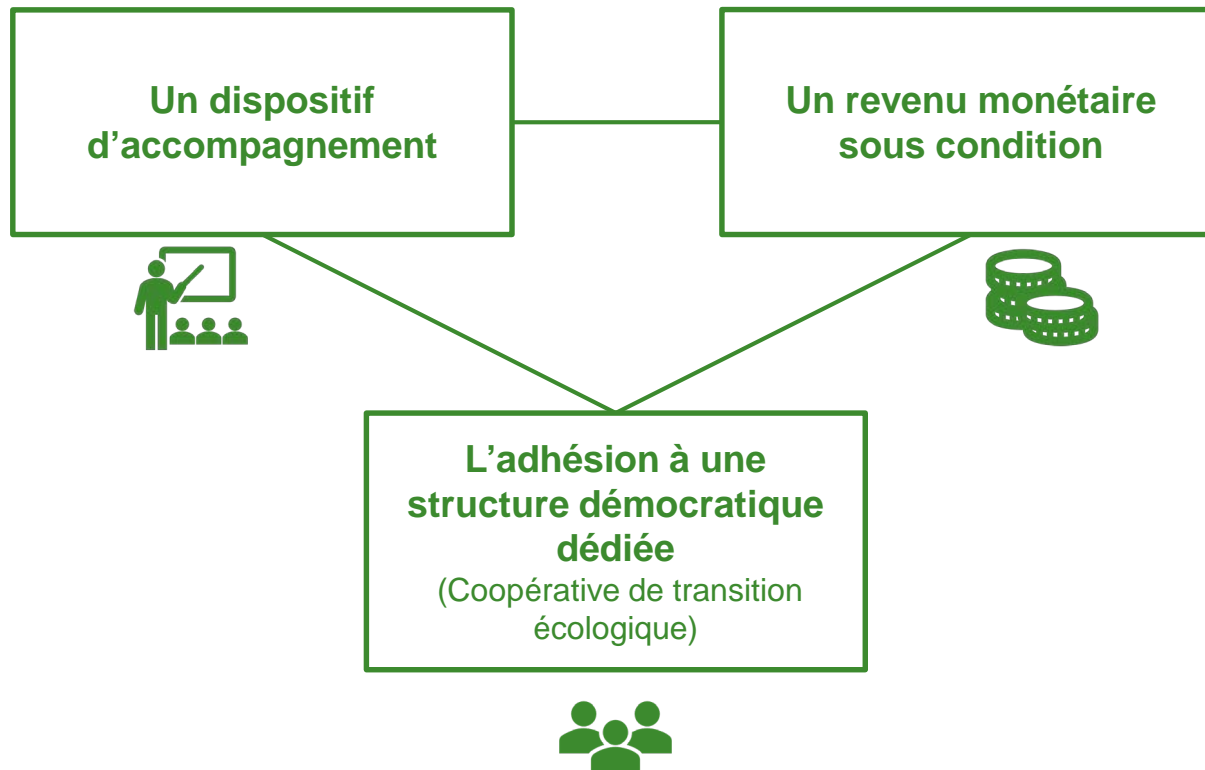 Un dispositif
d’accompagnement
Un revenu monétaire
sous condition
L’adhésion à une
structure démocratique
dédiée
(Coopérative de transition
écologique)